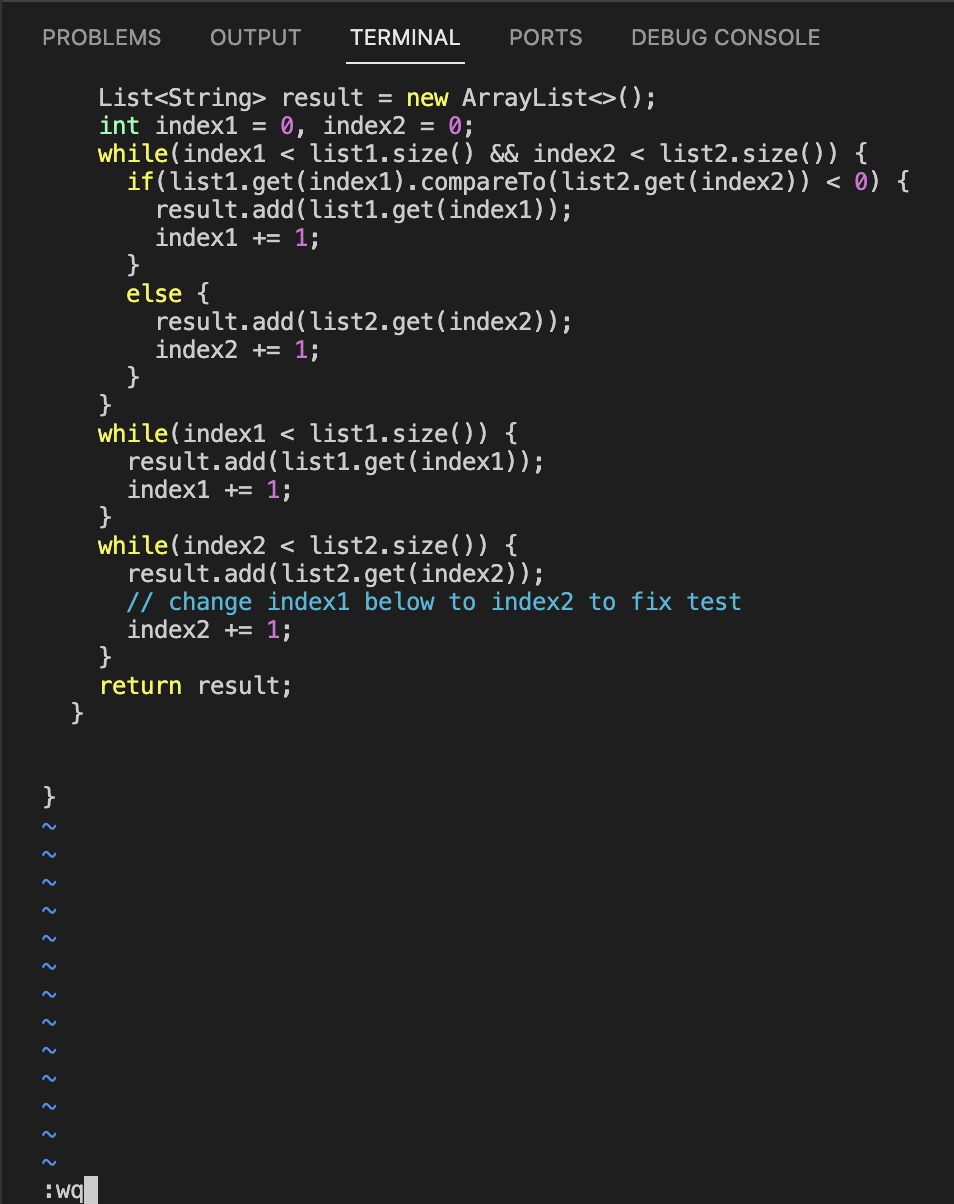 PROBLEMS OUTPUT TERMINAL PORTS DEBUG CONSOLE
    List<String> result = new ArrayList<>();
    int index1 = 0, index2 = 0;
    while(index1 < list1.size() && index2 < list2.size()) {
      if(list1.get(index1).compareTo(list2.get(index2)) < 0) {
        result.add(list1.get(index1));
        index1 += 1;
      }
      else {
        result.add(list2.get(index2));
        index2 += 1;
      }
    }
    while(index1 < list1.size()) {
      result.add(list1.get(index1));
      index1 += 1;
    }
    while(index2 < list2.size()) {
      result.add(list2.get(index2));
      // change index1 below to index2 to fix test
      index2 += 1;
    }
    return result;
  }


}
~
~
~
~
~
~
~
~
~
~
~
~
~
:wq